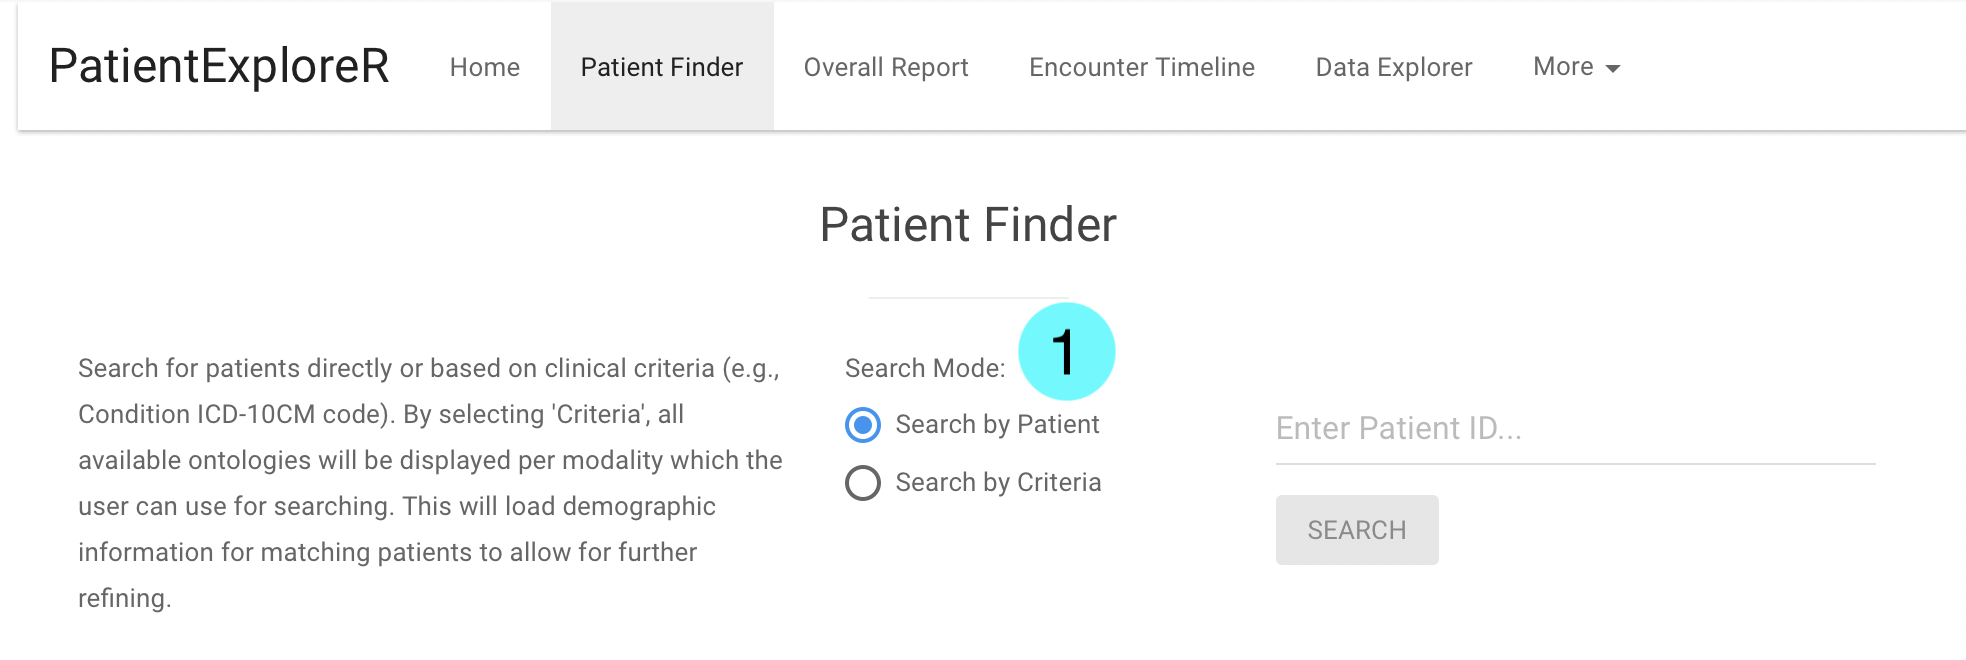 PatientExploreR Home Patient Finder Overall Report Encounter Timeline Data Explorer More
Patient Finder
Search for patients directly or based on clinical criteria (e.g.,
Condition ICD-10CM code). By selecting 'Criteria', all
available ontologies will be displayed per modality which the
user can use for searching. This will load demographic
information for matching patients to allow for further
refining.
Search Mode: 1
Search by Patient
Search by Criteria
Enter Patient ID...
SEARCH